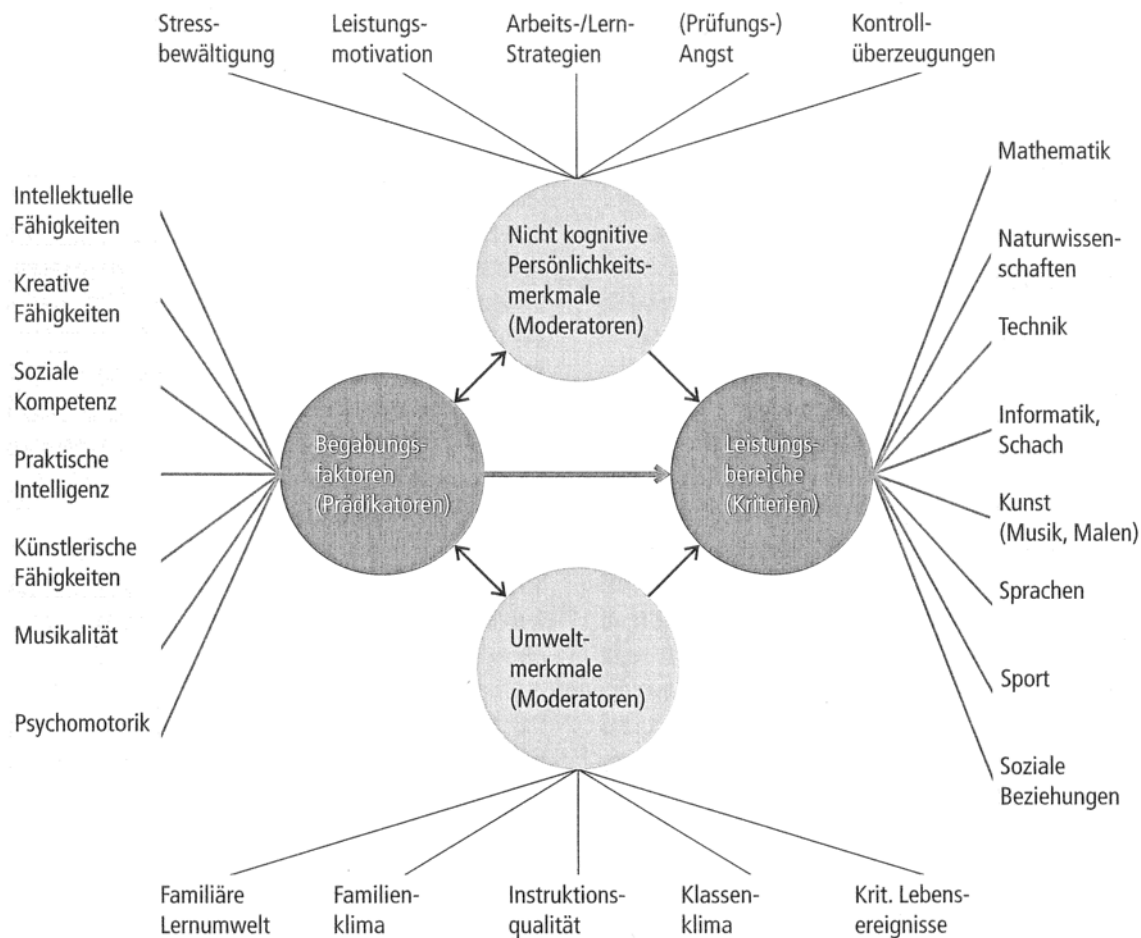 Stress-
bewältigung
Leistungs-
motivation
Arbeits-/Lern-
Strategien
(Prüfungs-)
Angst
Kontroll-
überzeugungen
Intellektuelle
Fähigkeiten
Kreative
Fähigkeiten
Soziale
Kompetenz
Praktische
Intelligenz
Künstlerische
Fähigkeiten
Musikalität
Psychomotorik
Nicht kognitive
Persönlichkeits-
merkmale
(Moderatoren)
Begabungs-
faktoren
(Prädikatoren)
Leistungs-
bereiche
(Kriterien)
Umwelt-
merkmale
(Moderatoren)
Mathematik
Naturwissen-
schaften
Technik
Informatik,
Schach
Kunst
(Musik, Malen)
Sprachen
Sport
Soziale
Beziehungen
Familiäre
Lernumwelt
Familien-
klima
Instruktions-
qualität
Klassen-
klima
Krit. Lebens-
ereignisse